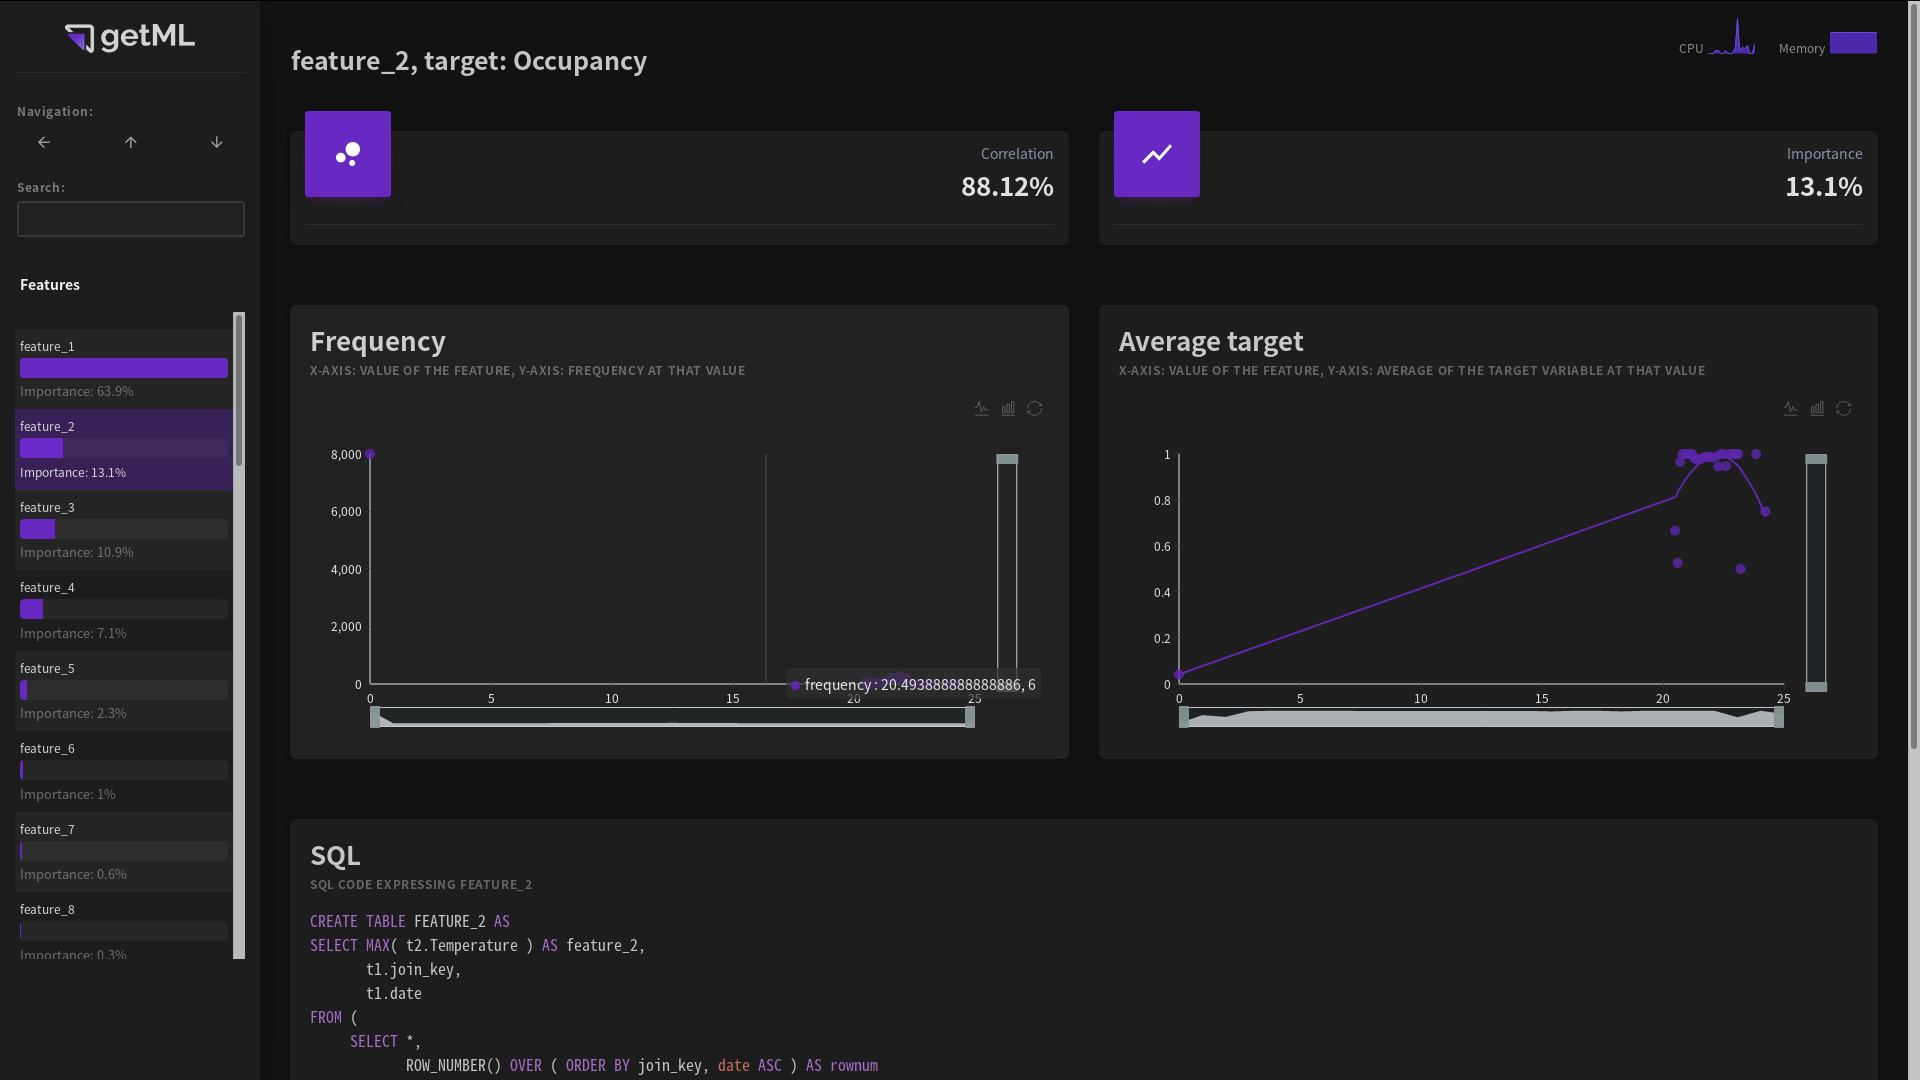 getML
Navigation:
Search:
Features
feature_1
Importance: 63.9%
feature_2
Importance: 13.1%
feature_3
Importance: 10.9%
feature_4
Importance: 7.1%
feature_5
Importance: 2.3%
feature_6
Importance: 1%
feature_7
Importance: 0.6%
feature_8
Importance: 0.3%
feature_2, target: Occupancy
CPU
Memory
Correlation
88.12%
Importance
13.1%
Frequency
X-AXIS: VALUE OF THE FEATURE, Y-AXIS: FREQUENCY AT THAT VALUE
8,000
6,000
4,000
2,000
0
0 5 10 15 20 25
frequency : 20.493888888888886, 6
Average target
X-AXIS: VALUE OF THE FEATURE, Y-AXIS: AVERAGE OF THE TARGET VARIABLE AT THAT VALUE
1
0.8
0.6
0.4
0.2
0
0 5 10 15 20 25
SQL
SQL CODE EXPRESSING FEATURE_2
CREATE TABLE FEATURE_2 AS
SELECT MAX( t2.Temperature ) AS feature_2,
t1.join_key,
t1.date
FROM (
SELECT *,
ROW_NUMBER() OVER ( ORDER BY join_key, date ASC ) AS rownum